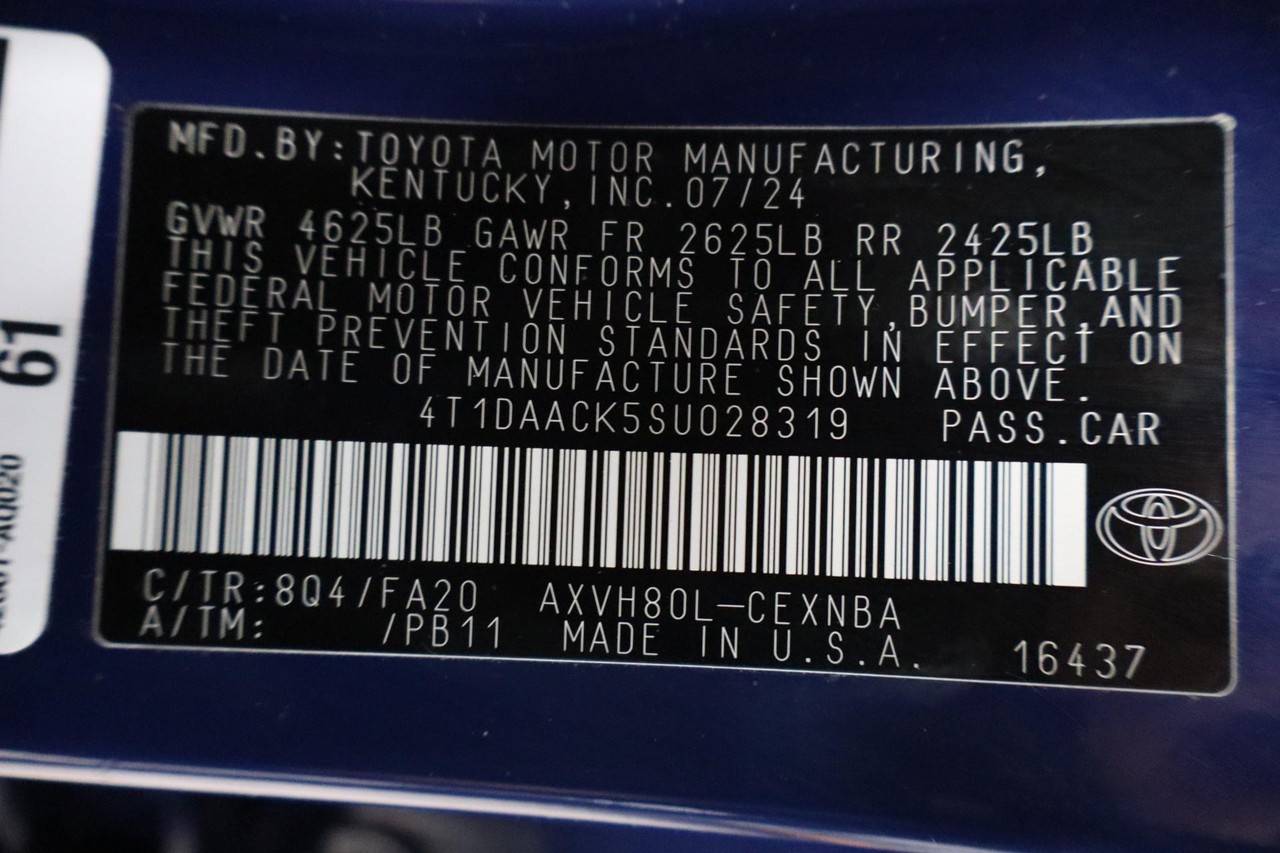 MFD.BY:TOYOTA MOTOR MANUFACTURING,
KENTUCKY,INC.07/24
GVWR 4625LB GAWR FR 2625LB RR 2425LB
THIS VEHICLE CONFORMS TO ALL APPLICABLE
FEDERAL MOTOR VEHICLE SAFETY,BUMPER,AND
THEFT PREVENTION STANDARDS IN EFFECT ON
THE DATE OF MANUFACTURE SHOWN ABOVE.
4T1DAACK5SU028319 PASS.CAR
C/TR:8Q4/FA20 AXVH80L-CEXNBA
A/TM: /PB11 MADE IN U.S.A. 16437
61